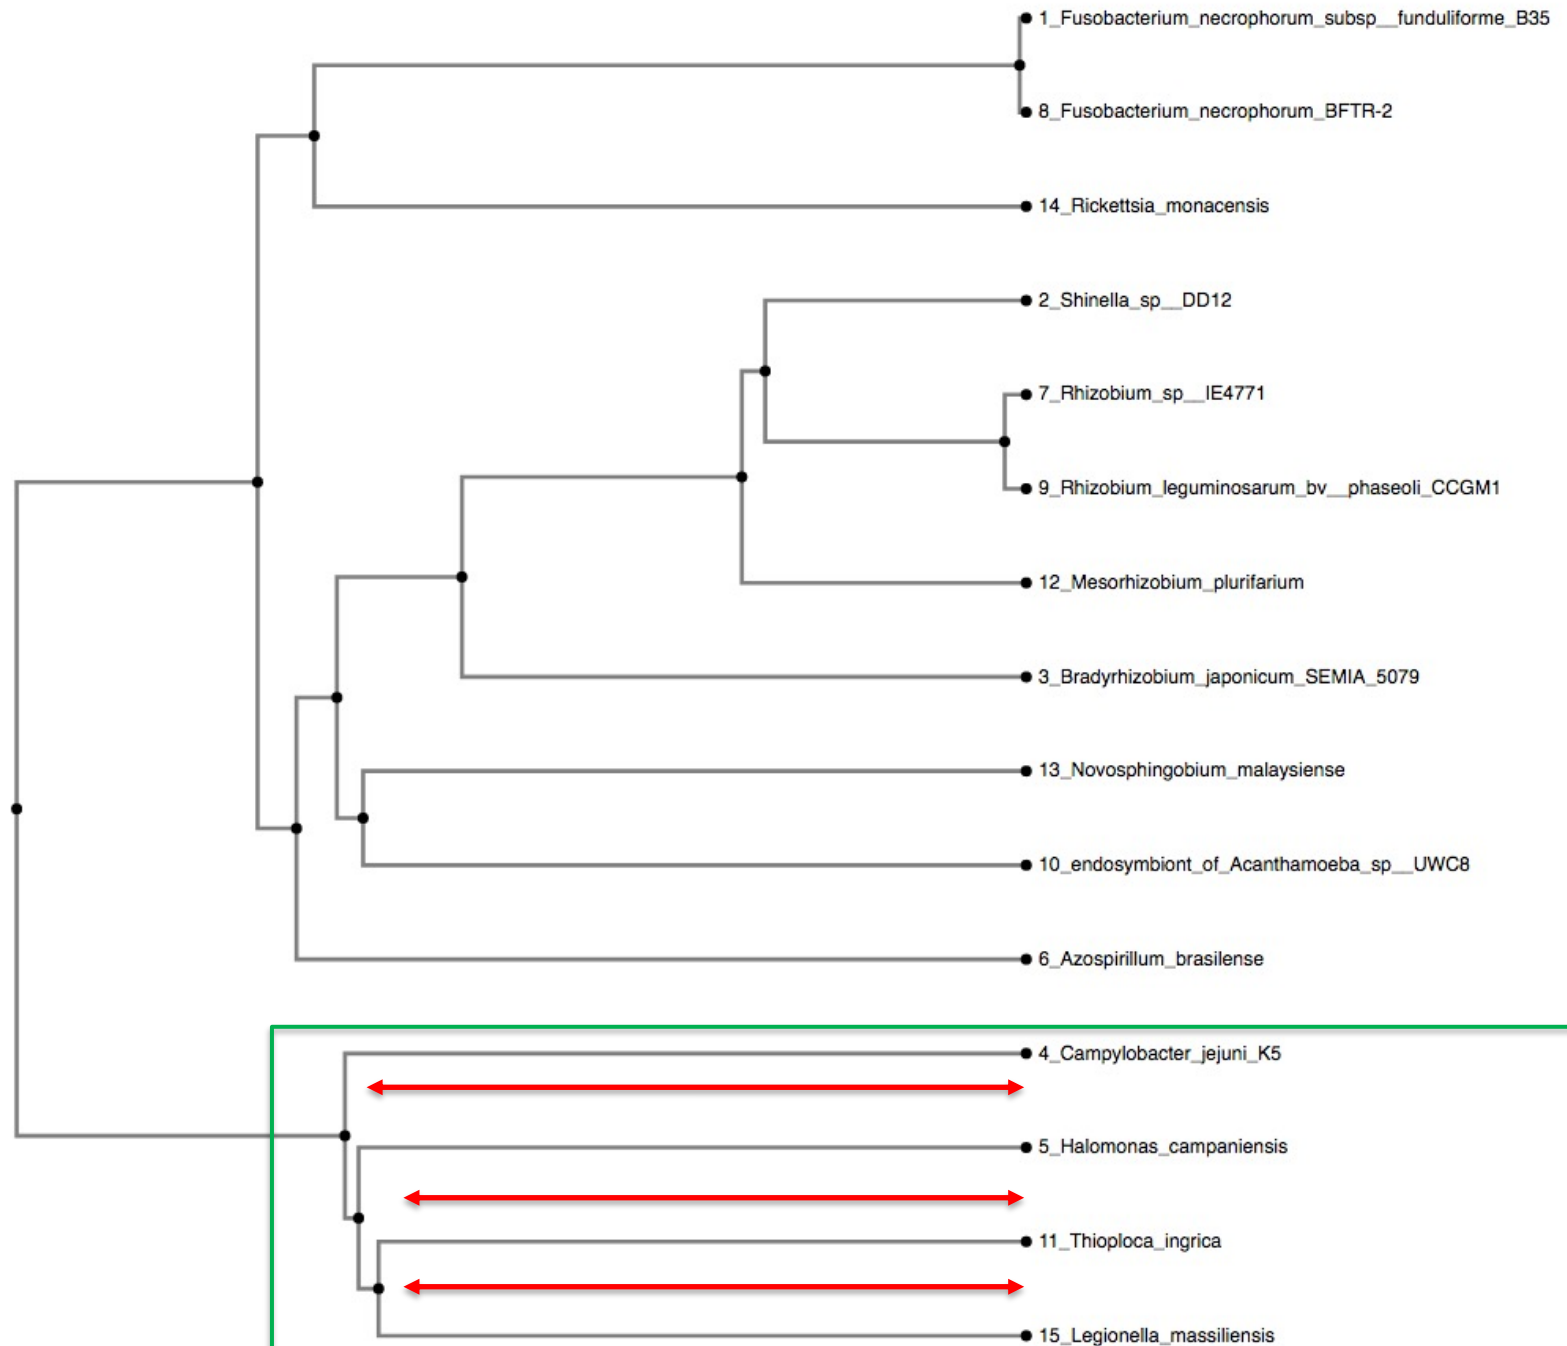 1_Fusobacterium_necrophorum_subsp__funduliforme_B35
8_Fusobacterium_necrophorum_BFTR-2
14_Rickettsia_monacensis
2_Shinella_sp__DD12
7_Rhizobium_sp__IE4771
9_Rhizobium_leguminosarum_bv__phaseoli_CCGM1
12_Mesorhizobium_plurifarium
3_Bradyrhizobium_japonicum_SEMIA_5079
13_Novosphingobium_malaysiense
10_endosymbiont_of_Acanthamoeba_sp__UWC8
6_Azospirillum_brasilense
4_Campylobacter_jejuni_K5
5_Halomonas_campaniensis
11_Thioploca_ingrica
15_Legionella_massiliensis